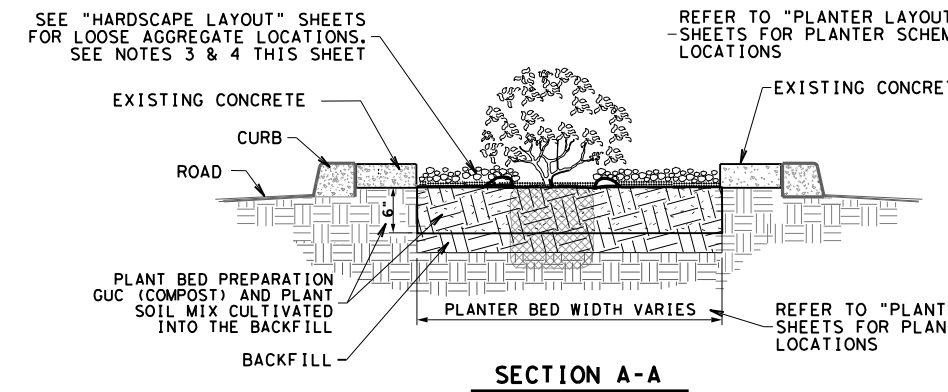 SEE "HARDSCAPE LAYOUT" SHEETS
FOR LOOSE AGGREGATE LOCATIONS.
SEE NOTES 3 & 4 THIS SHEET
REFER TO "PLANTER LAYOUT
SHEETS FOR PLANTER SCHEM
LOCATIONS
EXISTING CONCRETE
EXISTING CONCRET
CURB
ROAD
6"
PLANT BED PREPARATION
GUC (COMPOST) AND PLANT
SOIL MIX CULTIVATED
INTO THE BACKFILL
BACKFILL
PLANTER BED WIDTH VARIES
REFER TO "PLANT
SHEETS FOR PLAN
LOCATIONS
SECTION A-A